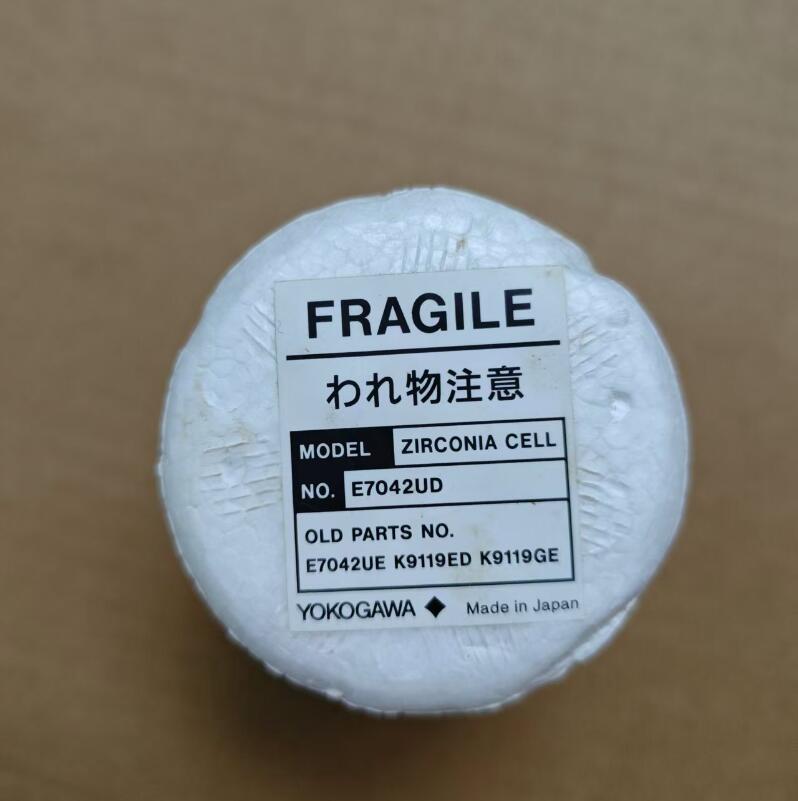 FRAGILE
われ物注意
MODEL ZIRCONIA CELL
NO. E7042UD
OLD PARTS NO.
E7042UE K9119ED K9119GE
YOKOGAWA ◆ Made in Japan